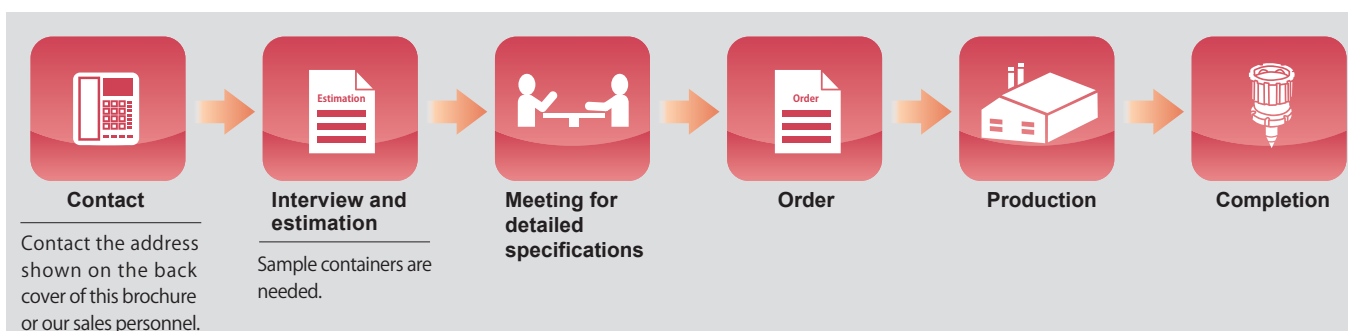 Estimation
Order
Contact
Contact the address
shown on the back
cover of this brochure
or our sales personnel.
Interview and
estimation
Sample containers are
needed.
Meeting for
detailed
specifications
Order
Production
Completion